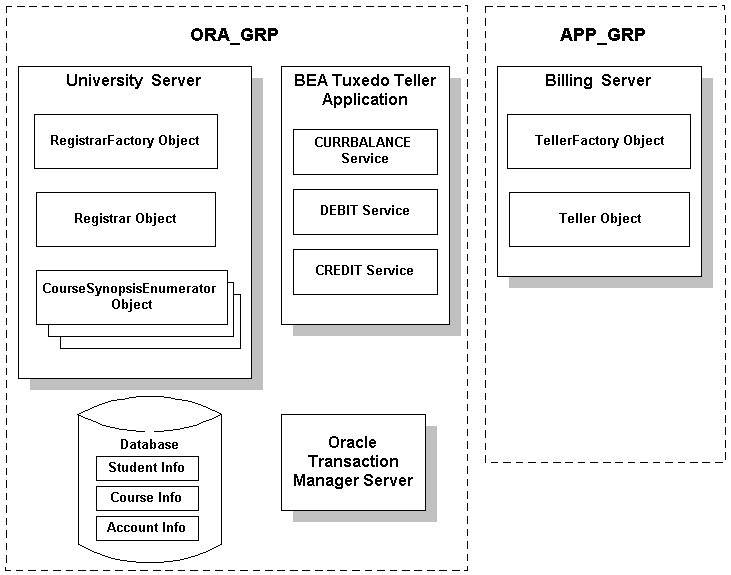 ORA_GRP
University Server
RegistrarFactory Object
Registrar Object
CourseSynopsisEnumerator
Object
BEA Tuxedo Teller
Application
CURRBALANCE
Service
DEBIT Service
CREDIT Service
Database
Student Info
Course Info
Account Info
Oracle
Transaction
Manager Server
APP_GRP
Billing Server
TellerFactory Object
Teller Object